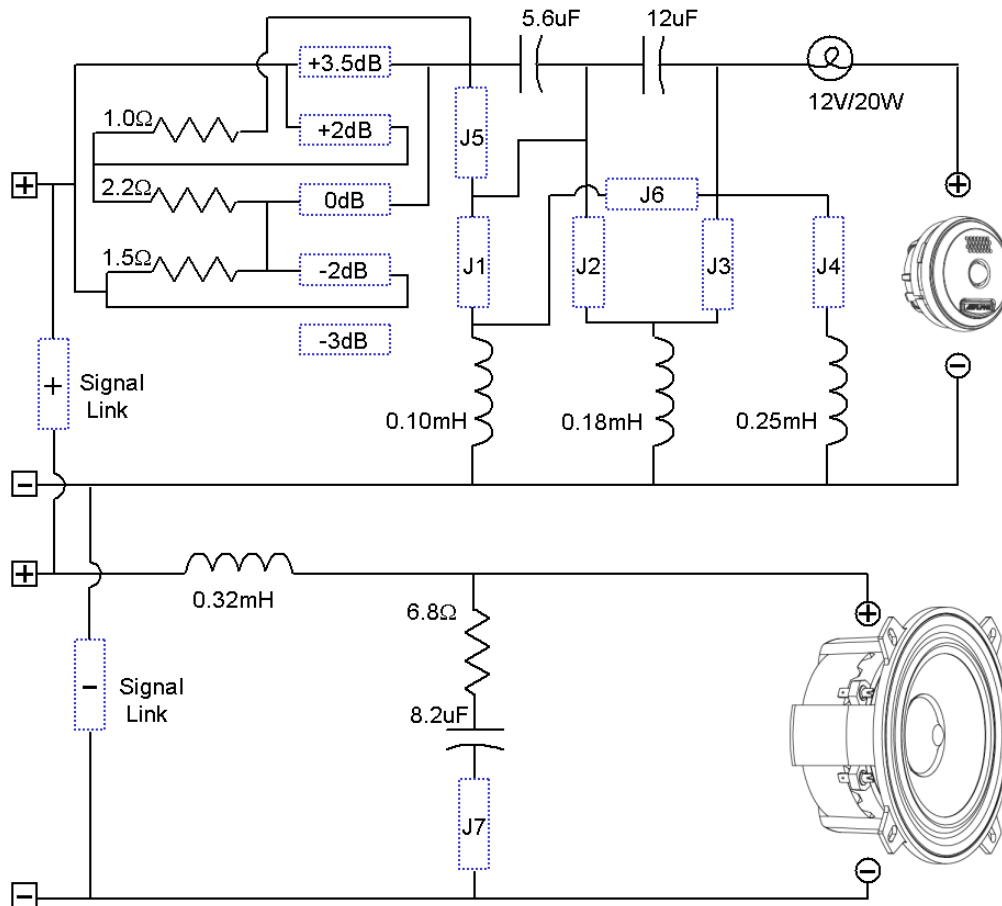 5.6uF
12uF
+3.5dB
12V/20W
1.0Ω
+2dB
J5
+
2.2Ω
0dB
J6
+
1.5Ω
-2dB
J1
J2
J3
J4
-3dB
+
Signal
Link
0.10mH
0.18mH
0.25mH
-
-
+
0.32mH
6.8Ω
+
-
Signal
Link
8.2uF
J7
-
-